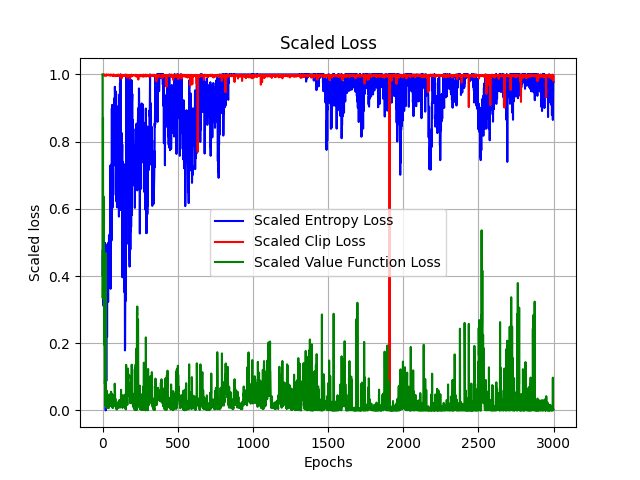 Scaled Loss
Scaled loss
1.0
0.8
0.6
0.4
0.2
0.0
Scaled Entropy Loss
Scaled Clip Loss
Scaled Value Function Loss
0 500 1000 1500 2000 2500 3000
Epochs